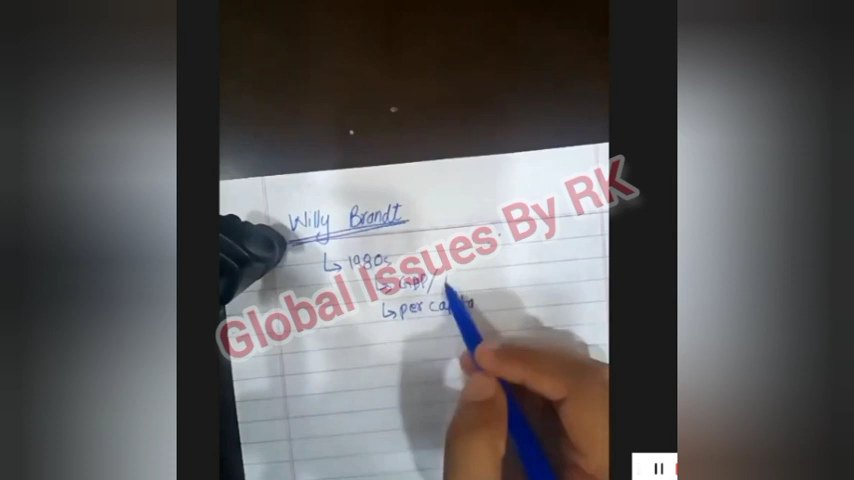 Willy Brandt
↳ 1980s
↳ GDP/
↳ per capita
Global Issues By RK